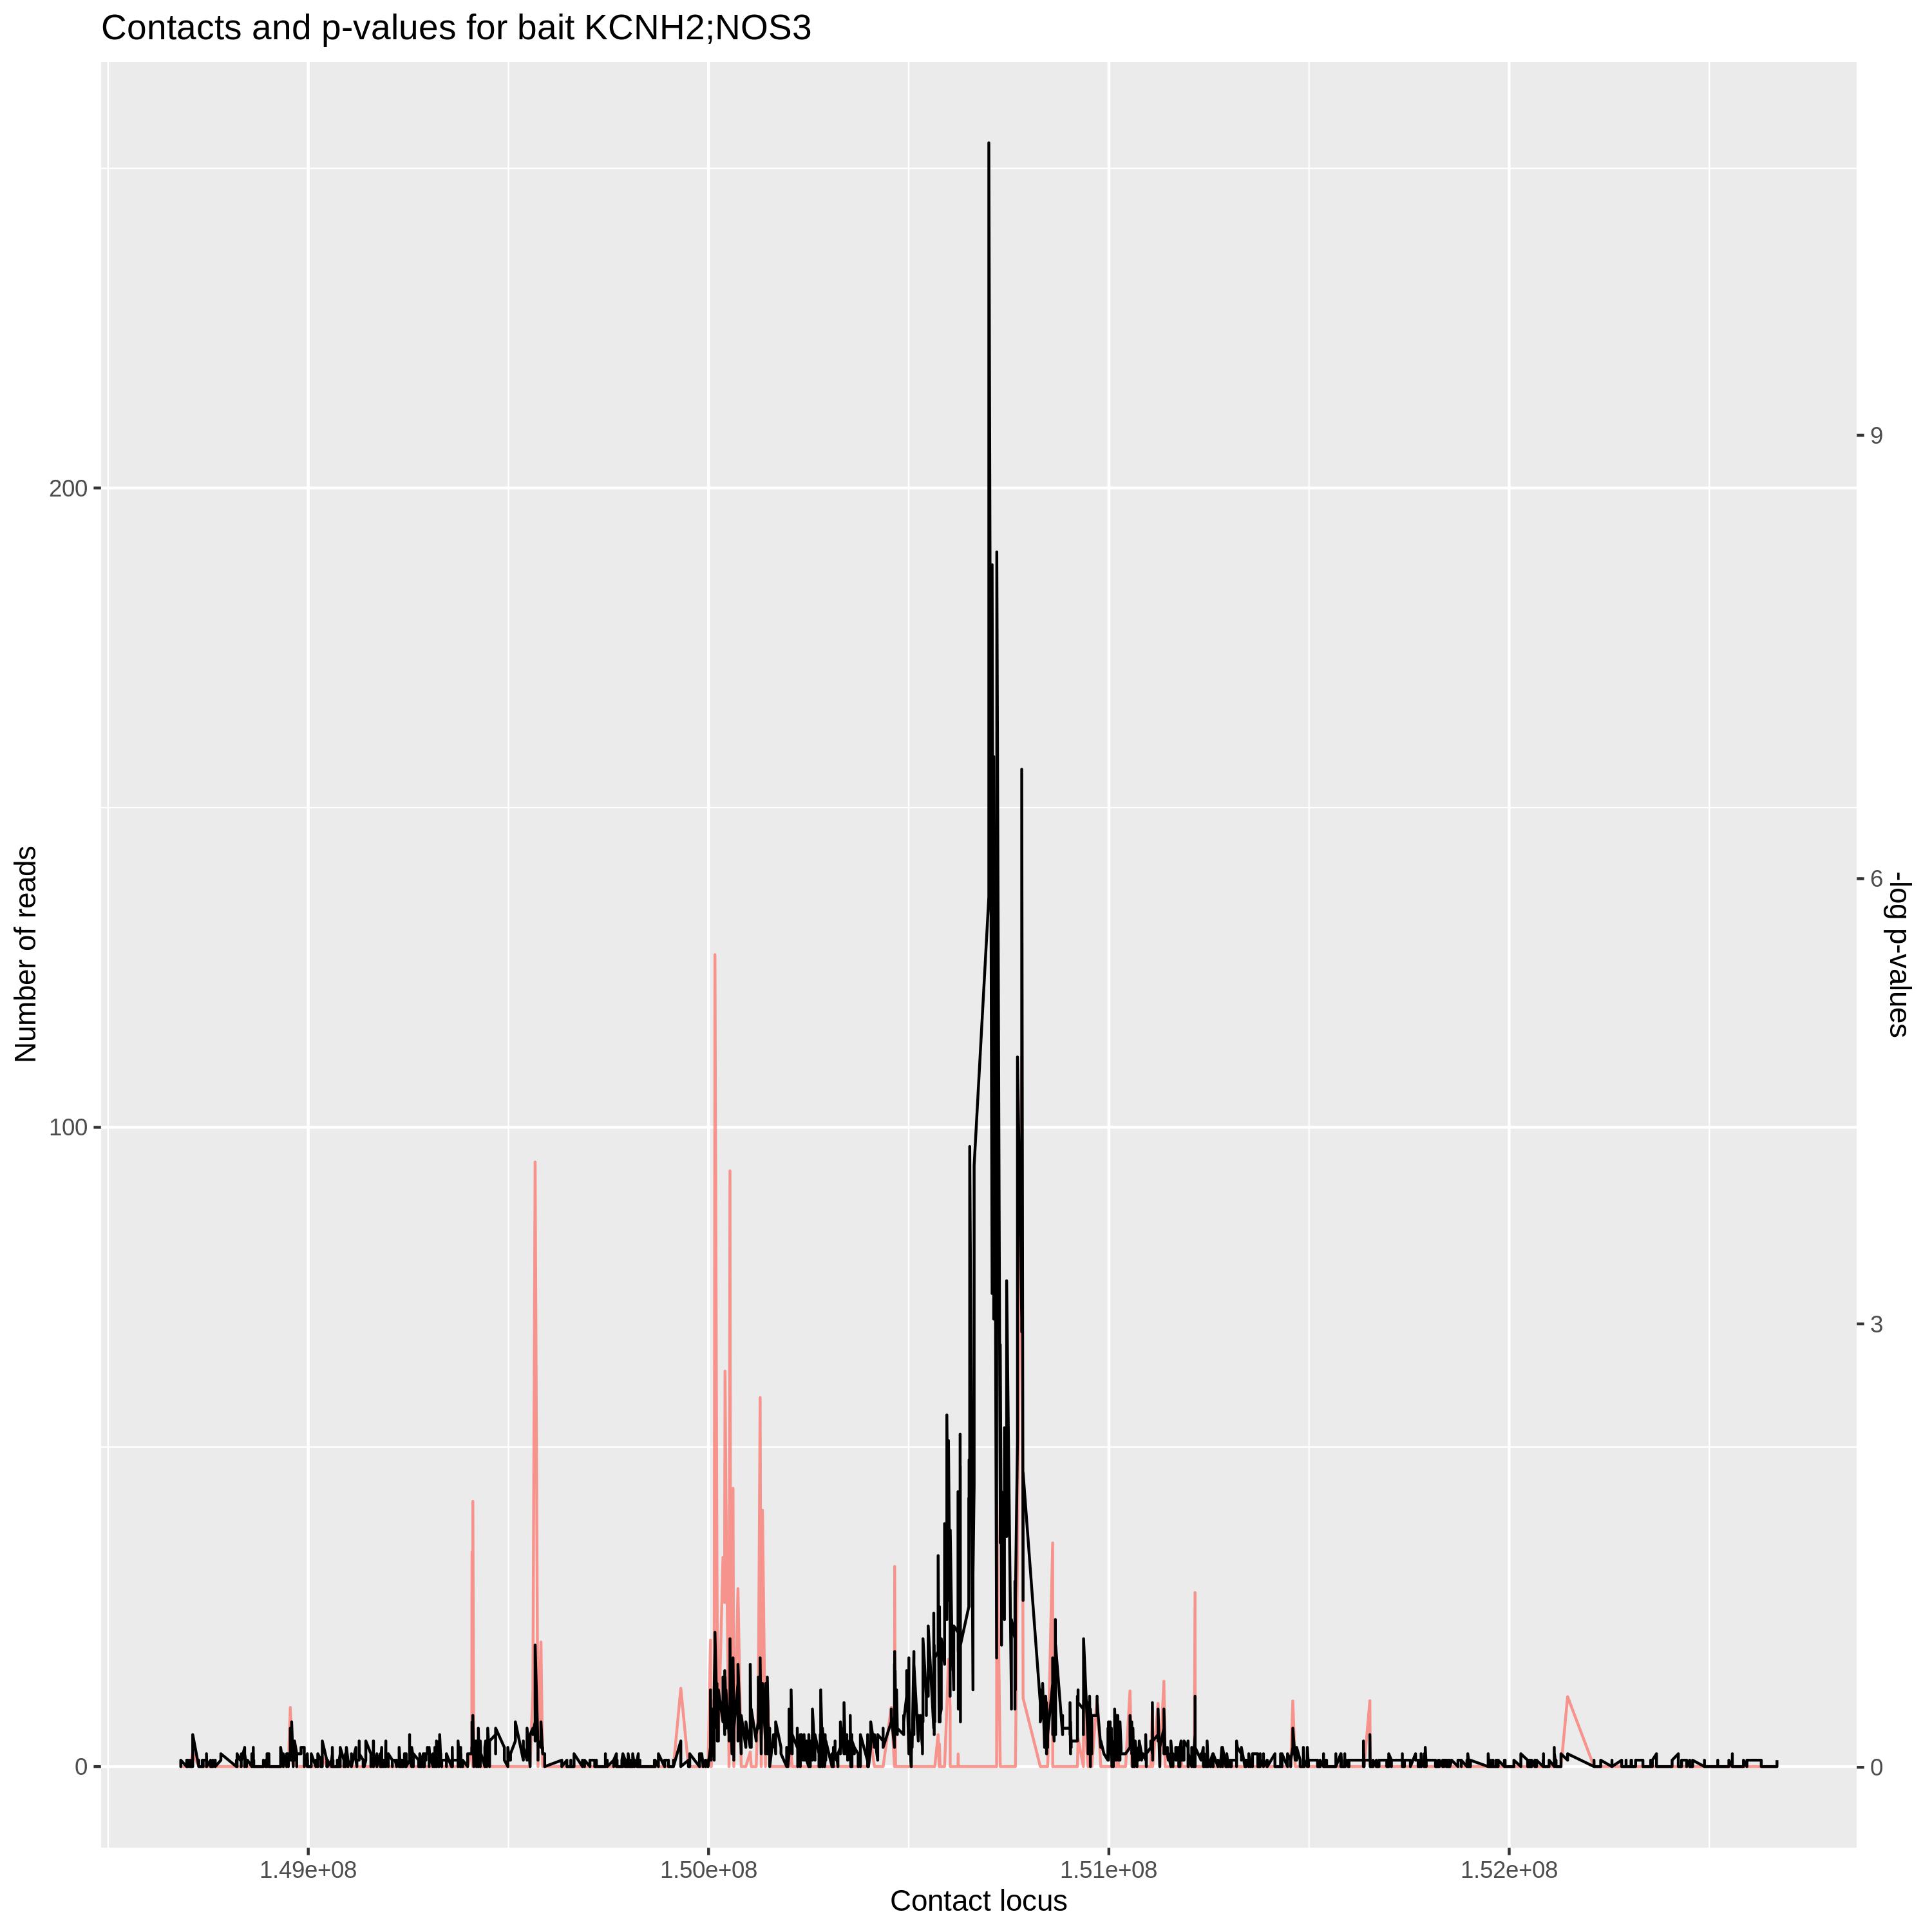 Contacts and p-values for bait KCNH2;NOS3
Number of reads
200
100
0
9
6
3
0
-log p-values
1.49e+08
1.50e+08
1.51e+08
1.52e+08
Contact locus